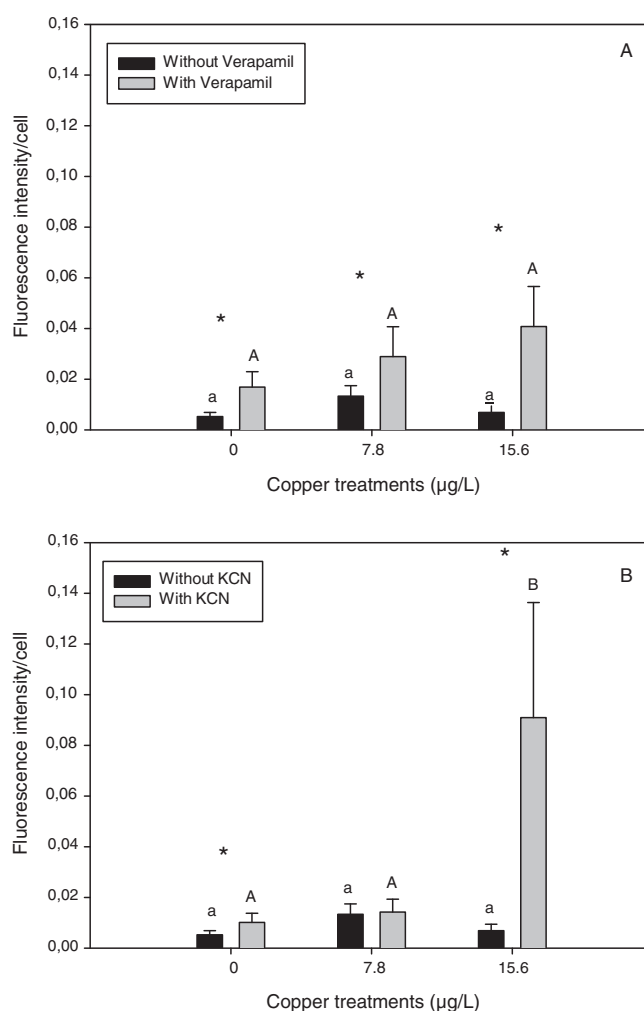 0,16
A
Without Verapamil
With Verapamil
0,14
0,12
0,10
0,08
*
0,06
*
A
A
0,04
*
A
0,02
a
a
a
0,00
0
7.8
15.6
Fluorescence intensity/cell
Copper treatments (µg/L)
0,16
*
B
Without KCN
With KCN
B
0,14
0,12
0,10
0,08
0,06
0,04
*
0,02
a
A
a
A
a
0,00
0
7.8
15.6
Fluorescence intensity/cell
Copper treatments (µg/L)